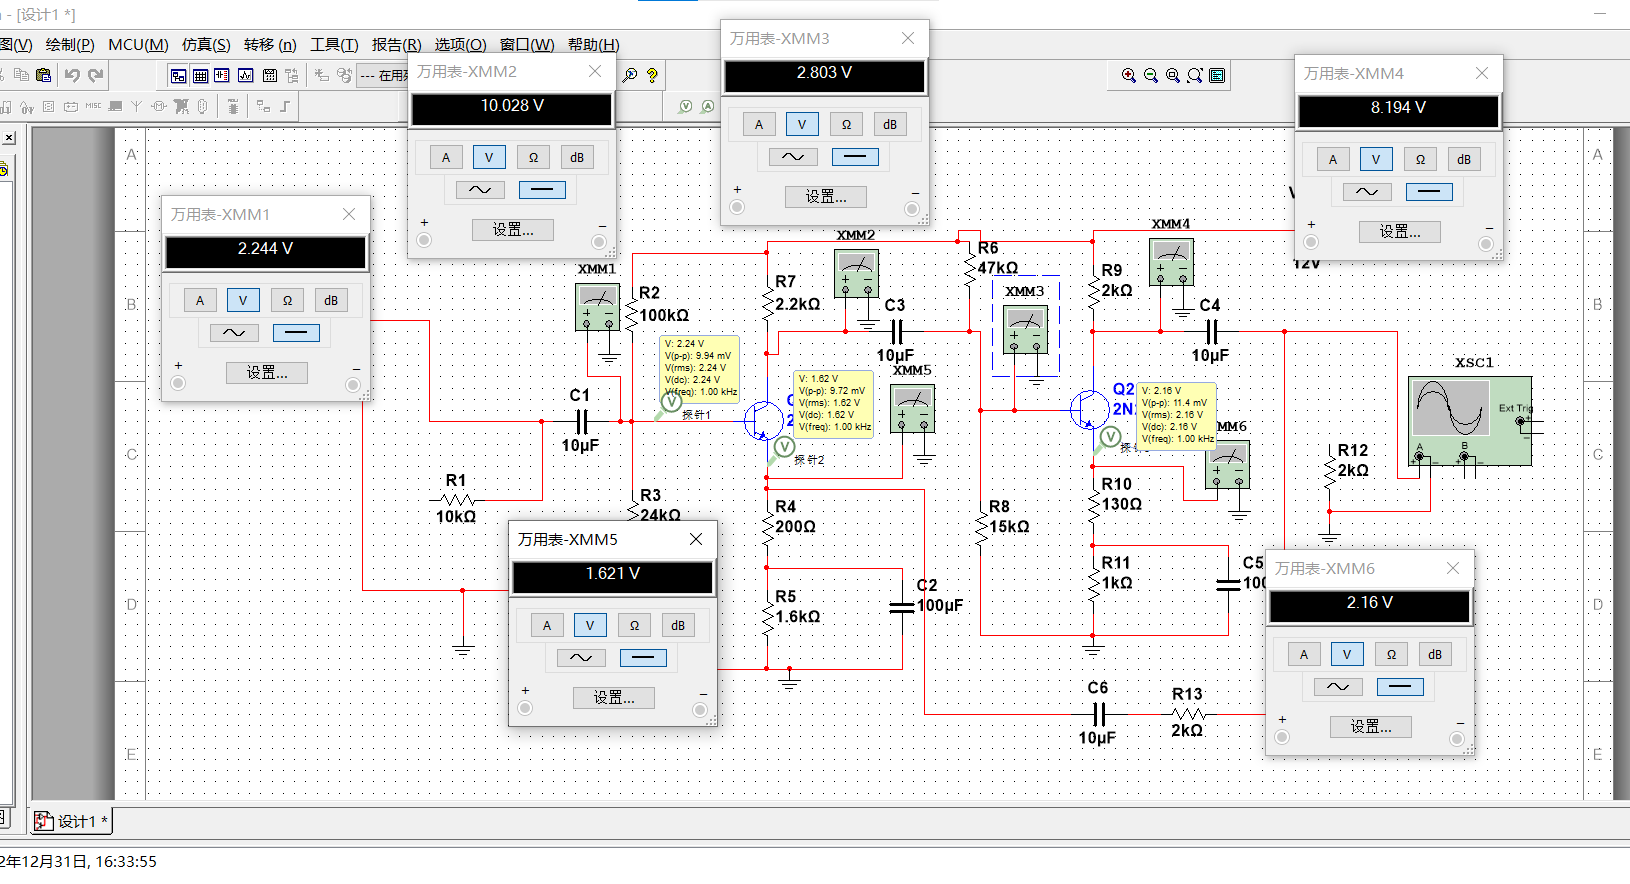 - [设计1 *]
图(V) 绘制(P) MCU(M) 仿真(S) 转移 (n) 工具(T) 报告(R) 选项(O) 窗口(W) 帮助(H)
--- 在用
MISC
万用表-XMM1
2.244 V
A V Ω dB
+ 设置... −
万用表-XMM2
10.028 V
A V Ω dB
+ 设置... −
万用表-XMM3
2.803 V
A V Ω dB
+ 设置... −
万用表-XMM4
8.194 V
A V Ω dB
+ 设置... −
万用表-XMM5
1.621 V
A V Ω dB
+ 设置... −
万用表-XMM6
2.16 V
A V Ω dB
+ 设置... −
A
B
C
D
E
A
B
C
D
E
XMM1
XMM2
XMM3
XMM4
XMM5
MM6
XSC1
Ext Trig
A
B
12V
R2
100kΩ
R7
2.2kΩ
R6
47kΩ
R9
2kΩ
C3
10µF
C4
10µF
C1
10µF
R1
10kΩ
R3
24kΩ
R4
200Ω
R5
1.6kΩ
C2
100µF
R8
15kΩ
R10
130Ω
R11
1kΩ
C5
R12
2kΩ
C6
10µF
R13
2kΩ
Q2
2N
V: 2.24 V
V(p-p): 9.94 mV
V(rms): 2.24 V
V(dc): 2.24 V
V(freq): 1.00 kHz
探针1
V: 1.62 V
V(p-p): 9.72 mV
V(rms): 1.62 V
V(dc): 1.62 V
V(freq): 1.00 kHz
探针2
V: 2.16 V
V(p-p): 11.4 mV
V(rms): 2.16 V
V(dc): 2.16 V
V(freq): 1.00 kHz
设计1 *
2年12月31日, 16:33:55